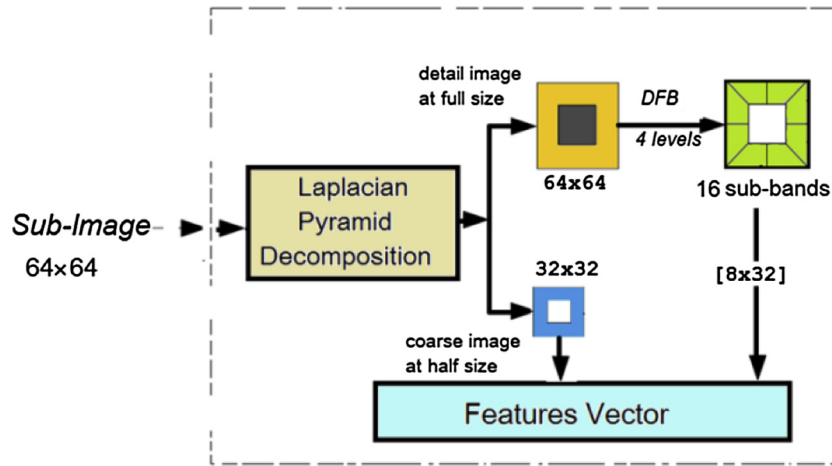 detail image
at full size
DFB
4 levels
64x64
16 sub-bands
Laplacian
Pyramid
Decomposition
Sub-Image
64×64
32x32
[8x32]
coarse image
at half size
Features Vector